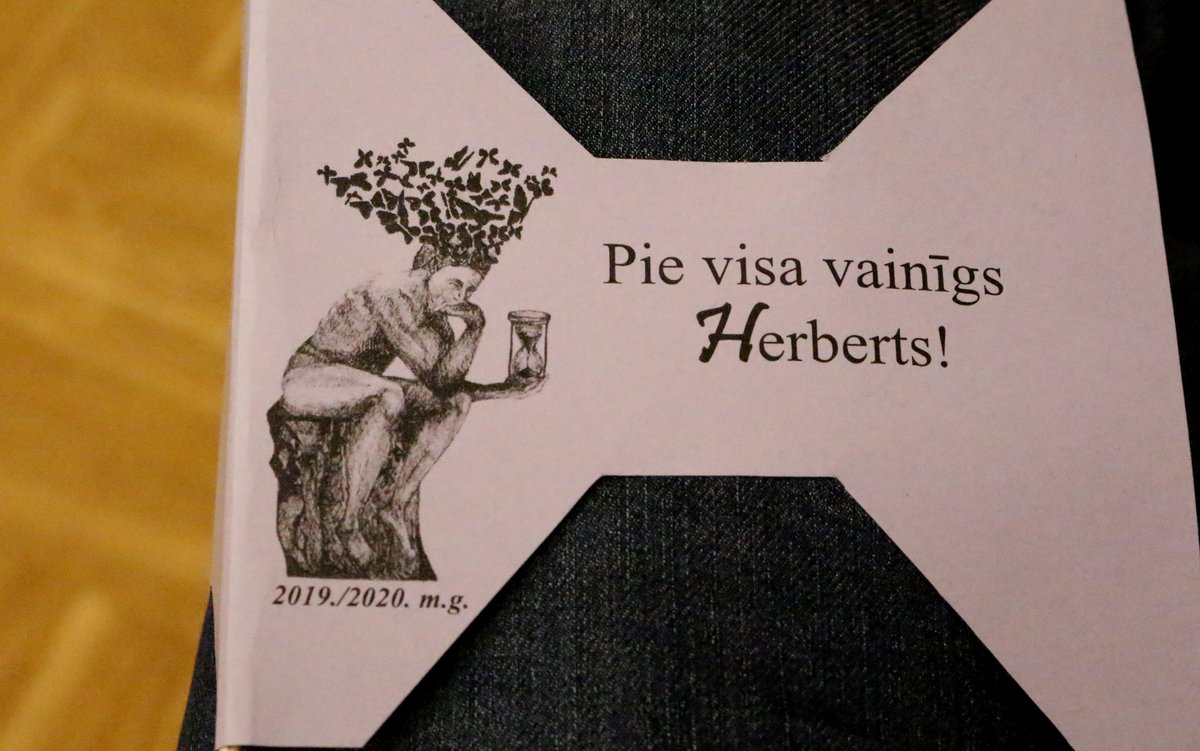 Pie visa vainīgs
Herberts!
2019./2020. m.g.